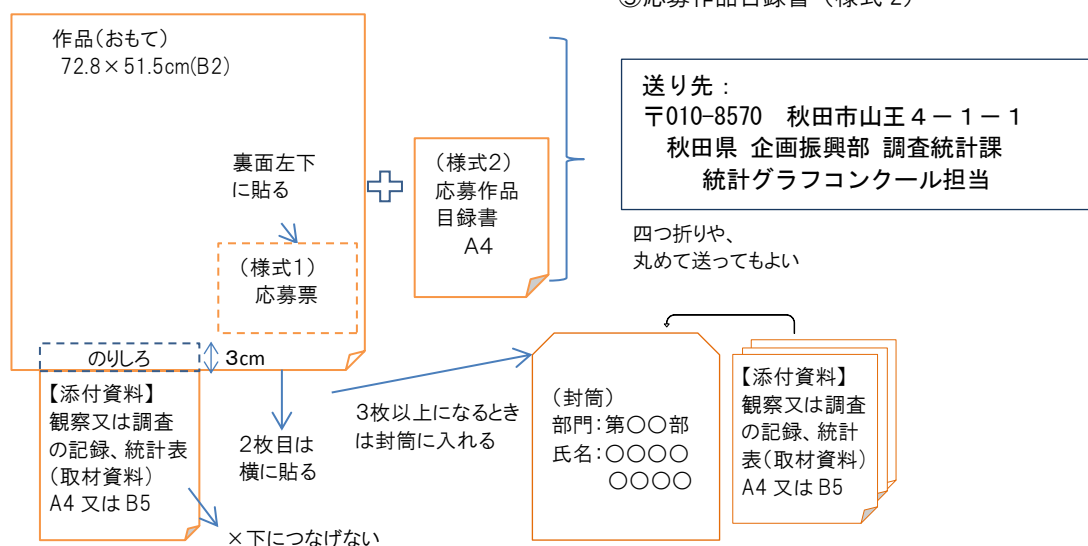 ③応募作品目録書（様式2）
作品（おもて）
72.8×51.5cm(B2)
裏面左下
に貼る
（様式1）
応募票
のりしろ
3cm
【添付資料】
観察又は調査
の記録、統計表
（取材資料）
A4 又は B5
×下につなげない
2枚目は
横に貼る
（様式2）
応募作品
目録書
A4
送り先：
〒010-8570　秋田市山王４－１－１
秋田県 企画振興部 調査統計課
統計グラフコンクール担当
四つ折りや、
丸めて送ってもよい
3枚以上になるとき
は封筒に入れる
（封筒）
部門：第○○部
氏名：○○○○
○○○○
【添付資料】
観察又は調査
の記録、統計
表（取材資料）
A4 又は B5